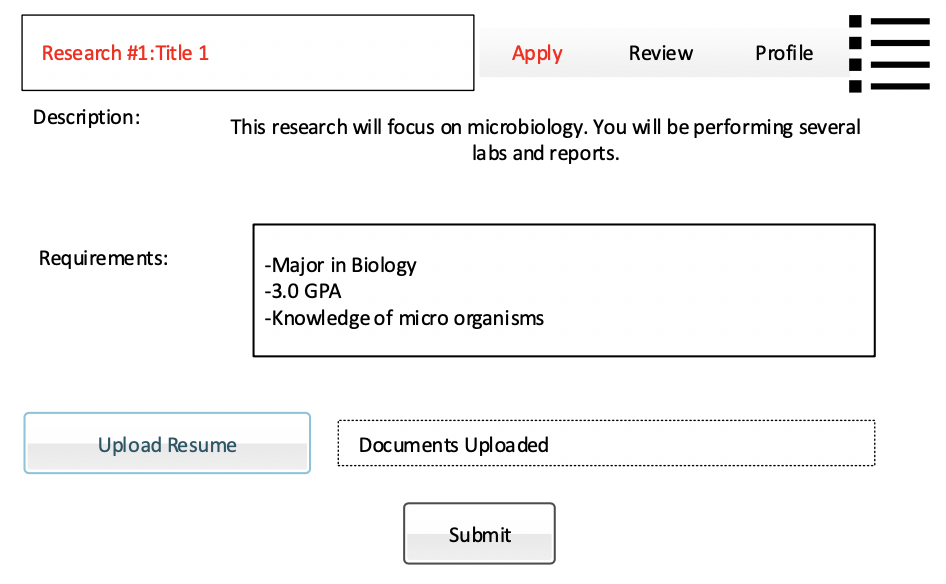 Research #1:Title 1
Apply
Review
Profile
Description:
This research will focus on microbiology. You will be performing several
labs and reports.
Requirements:
-Major in Biology
-3.0 GPA
-Knowledge of micro organisms
Upload Resume
Documents Uploaded
Submit